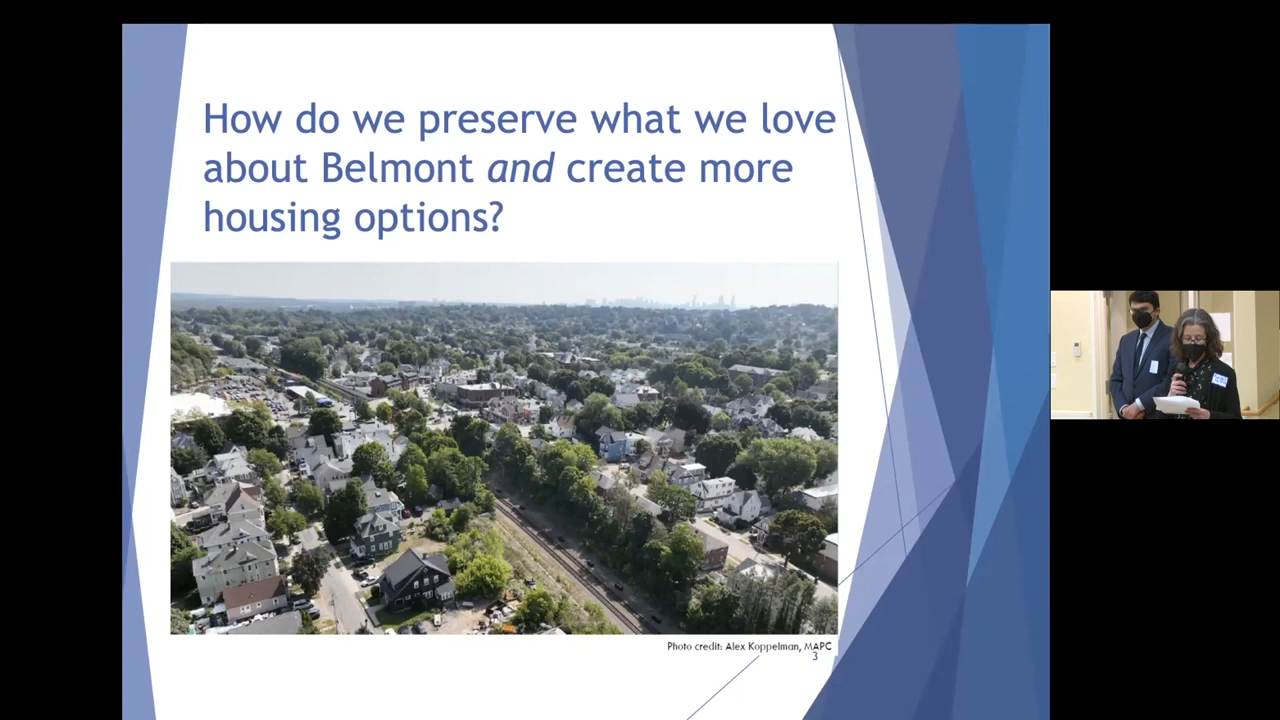 How do we preserve what we love
about Belmont and create more
housing options?
Photo credit: Alex Koppelman, MAPC
3